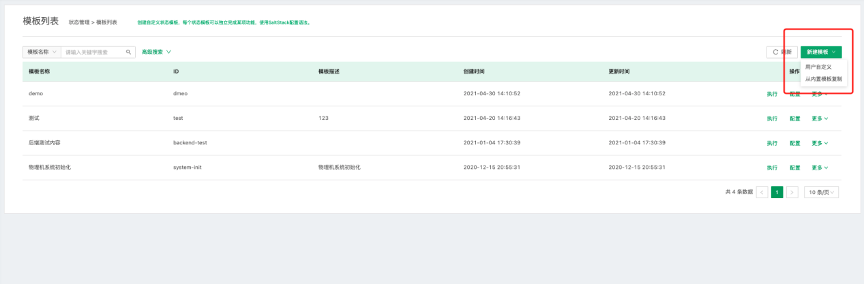 模板列表 状态管理 > 模板列表 创建自定义状态模板，每个状态模板可以独立完成某项功能，使用SaltStack配置语法。
模板名称 请输入关键字搜索 高级搜索 刷新 新建模板
用户自定义
从内置模板复制
模板名称 ID 模板描述 创建时间 更新时间 操作
demo dmeo 2021-04-30 14:10:52 2021-04-30 14:10:52 执行 配置 更多
测试 test 123 2021-04-20 14:16:43 2021-04-20 14:16:43 执行 配置 更多
后端测试内容 backend-test 2021-01-04 17:30:39 2021-01-04 17:30:39 执行 配置 更多
物理机系统初始化 system-init 物理机系统初始化 2020-12-15 20:55:31 2020-12-15 20:55:31 执行 配置 更多
共 4 条数据 < 1 > 10 条/页